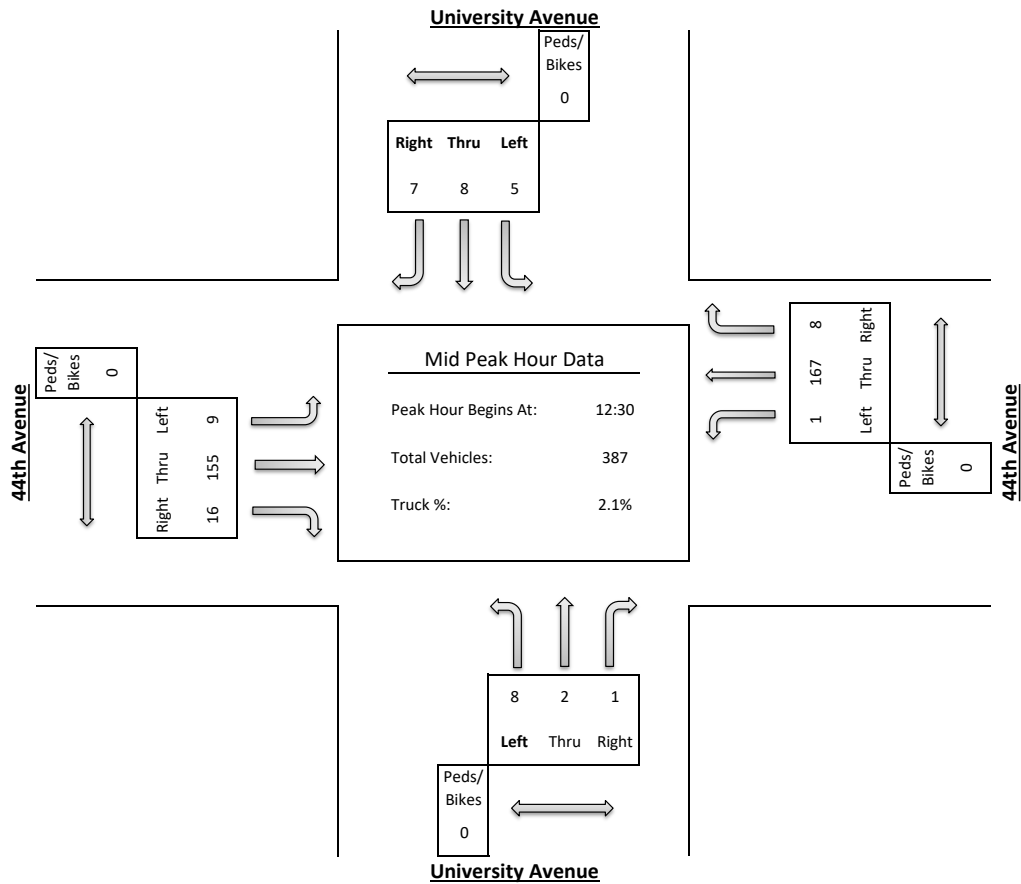 University Avenue
Peds/
Bikes
0
Right Thru Left
7 8 5
Peds/
Bikes
0
44th Avenue
Left
9
Thru
155
Right
16
Mid Peak Hour Data
Peak Hour Begins At: 12:30
Total Vehicles: 387
Truck %: 2.1%
8
Right
167
Thru
1
Left
Peds/
Bikes
0
44th Avenue
8 2 1
Left Thru Right
Peds/
Bikes
0
University Avenue